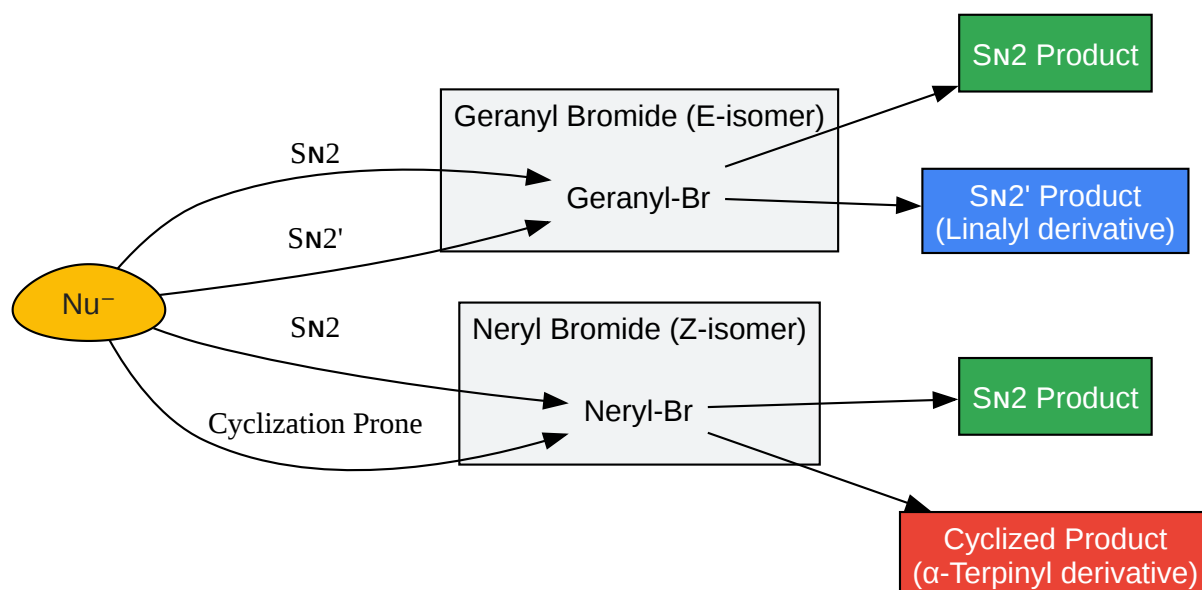 Sɴ2 Product
Geranyl Bromide (E-isomer)
Sɴ2
Geranyl-Br
Sɴ2' Product
(Linalyl derivative)
Sɴ2'
Nu⁻
Sɴ2
Neryl Bromide (Z-isomer)
Sɴ2 Product
Neryl-Br
Cyclization Prone
Cyclized Product
(α-Terpinyl derivative)